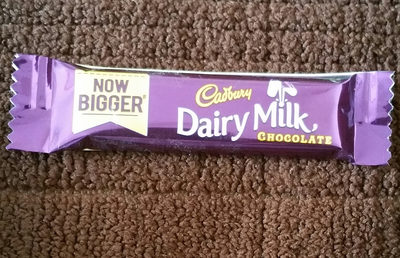 NOW
BIGGER*
Cadbury
Dairy Milk
CHOCOLATE